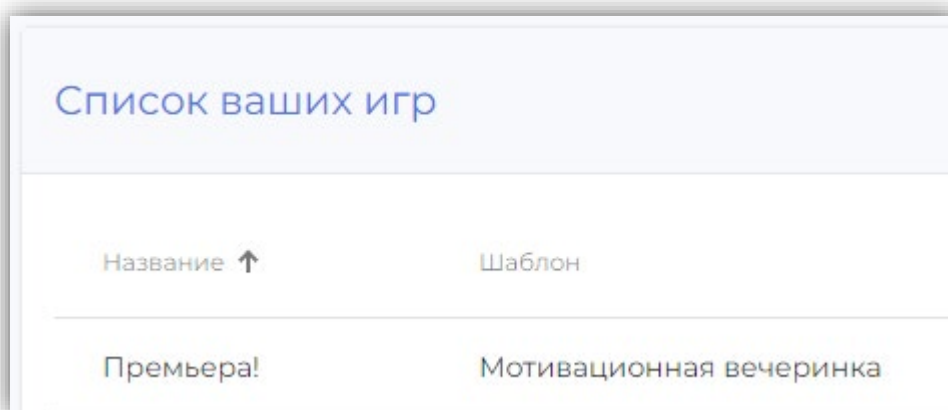 Список ваших игр
Название ↑ Шаблон
Премьера! Мотивационная вечеринка